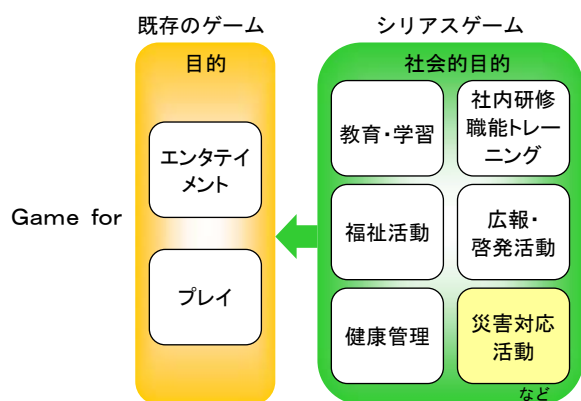 既存のゲーム
シリアスゲーム
目的
エンタテイ
メント
プレイ
Game for
社会的目的
教育・学習
社内研修
職能トレー
ニング
福祉活動
広報・
啓発活動
健康管理
災害対応
活動
など